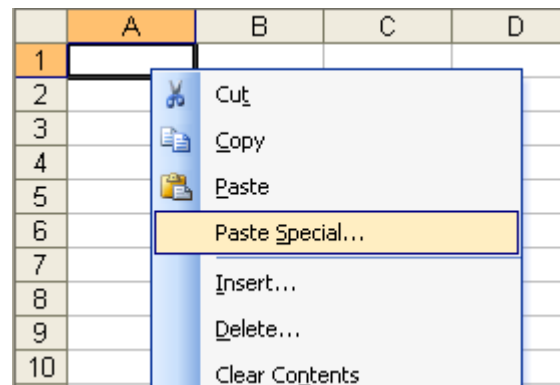 A B C D
1
2 Cut
3 Copy
4
5 Paste
6 Paste Special...
7
8 Insert...
9 Delete...
10 Clear Contents